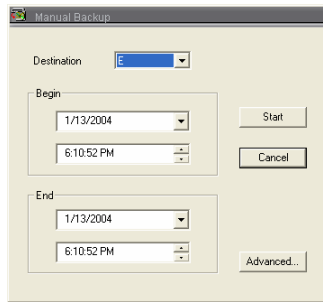 Manual Backup
Destination E
Begin
1/13/2004
Start
6:10:52 PM
Cancel
End
1/13/2004
6:10:52 PM
Advanced...